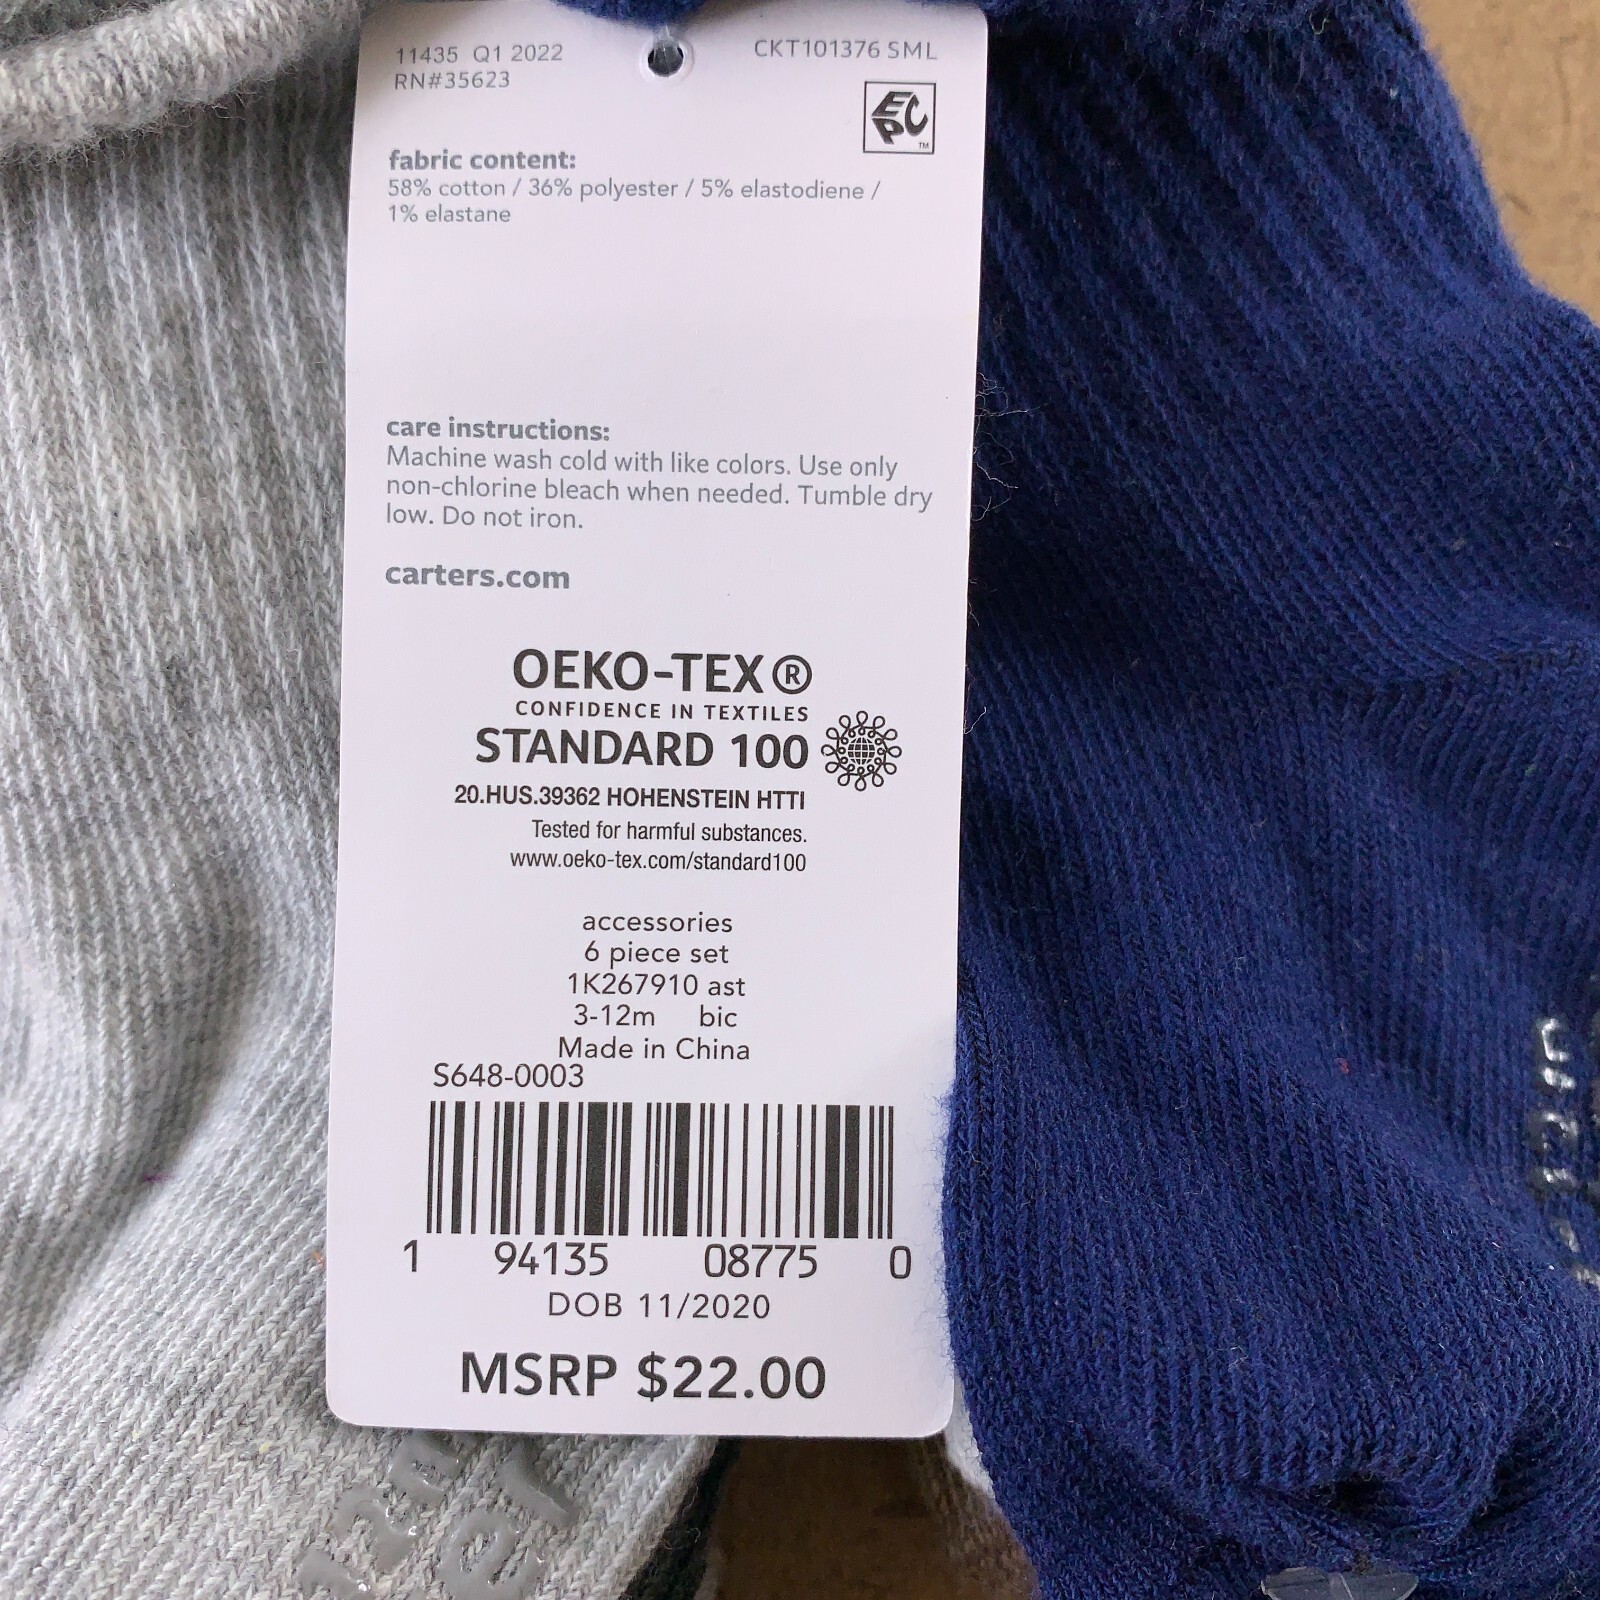 11435 Q1 2022
CKT101376 SML
RN#35623
EPC
TM
fabric content:
58% cotton / 36% polyester / 5% elastodiene /
1% elastane
care instructions:
Machine wash cold with like colors. Use only
non-chlorine bleach when needed. Tumble dry
low. Do not iron.
carters.com
OEKO-TEX®
CONFIDENCE IN TEXTILES
STANDARD 100
20.HUS.39362 HOHENSTEIN HTTI
Tested for harmful substances.
www.oeko-tex.com/standard100
accessories
6 piece set
1K267910 ast
3-12m bic
Made in China
S648-0003
1 94135 08775 0
DOB 11/2020
MSRP $22.00